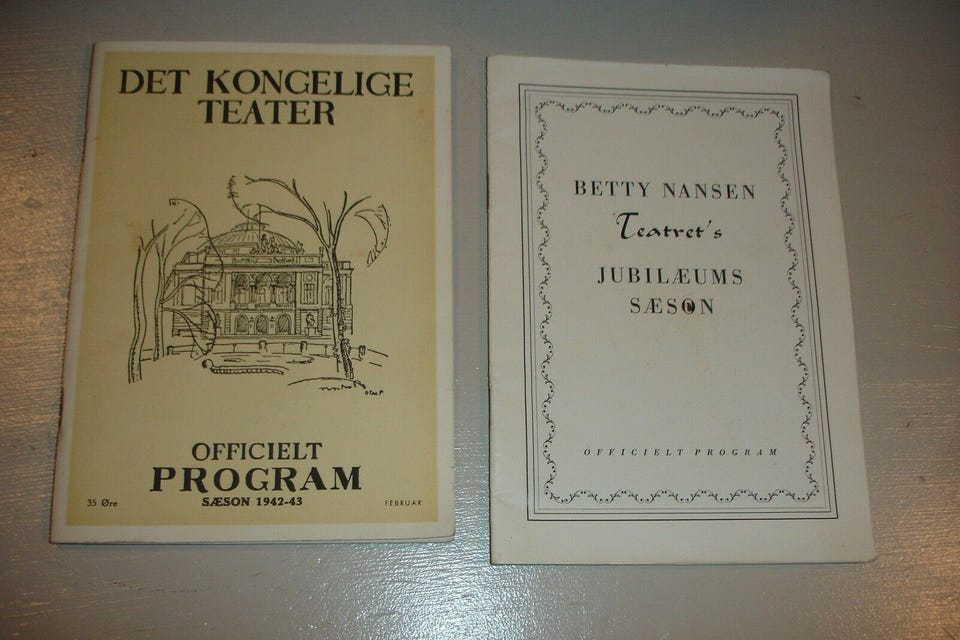 DET KONGELIGE
TEATER
OFFICIELT
PROGRAM
SÆSON 1942-43
35 Øre
FEBRUAR
BETTY NANSEN
Teatret's
JUBILÆUMS
SÆSON
OFFICIELT PROGRAM